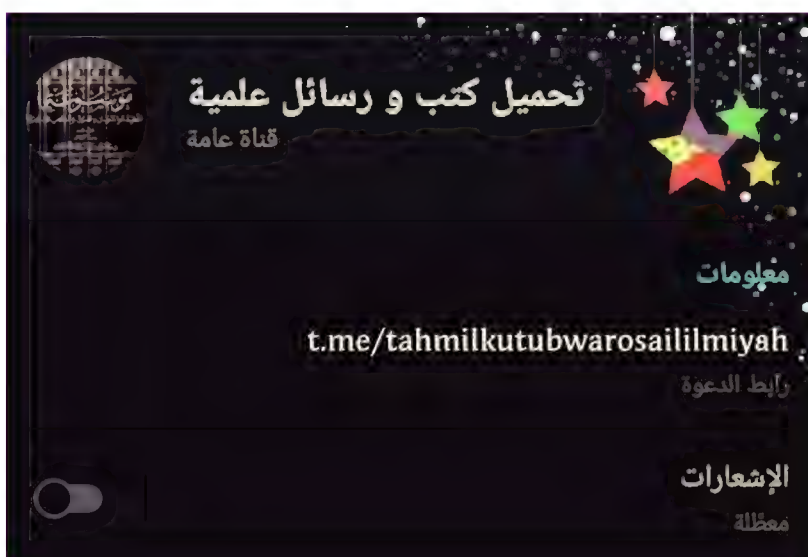 تحميل كتب و رسائل علمية
قناة عامة
معلومات
t.me/tahmilkutubwarosaililmiyah
رابط الدعوة
الإشعارات
معطلة